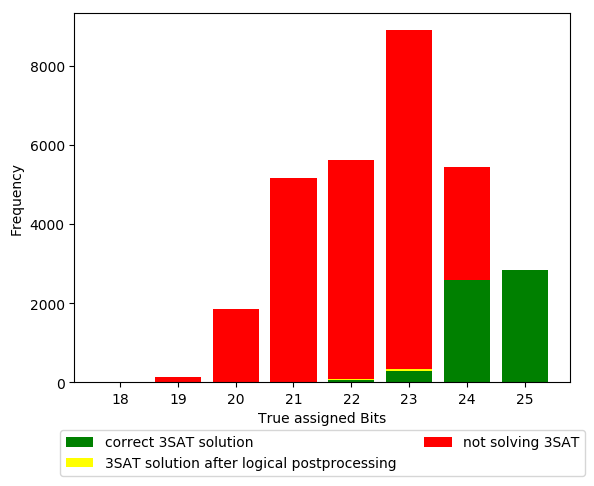 8000
6000
4000
2000
0
Frequency
18 19 20 21 22 23 24 25
True assigned Bits
correct 3SAT solution
3SAT solution after logical postprocessing
not solving 3SAT